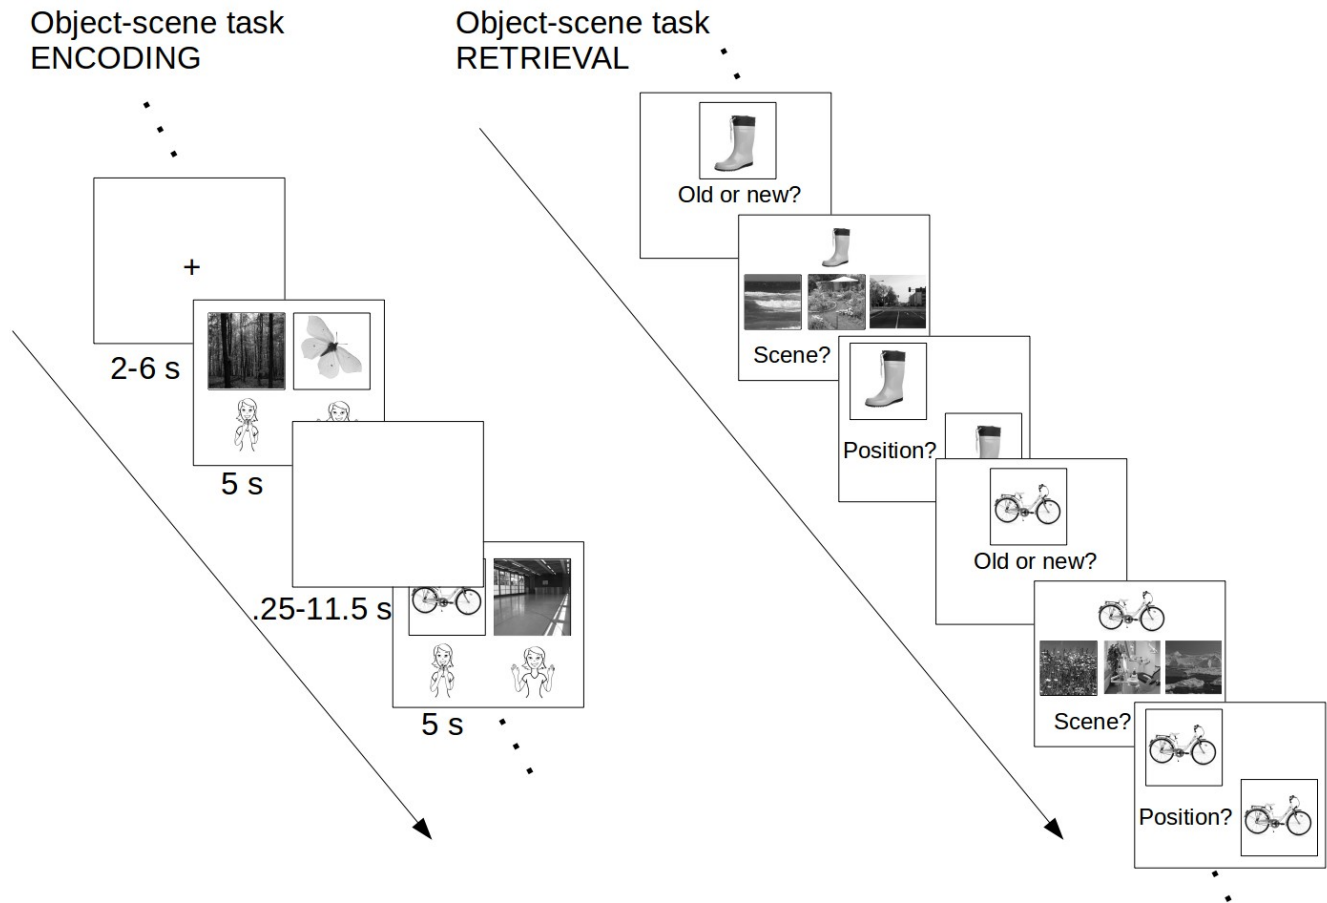 Object-scene task
ENCODING
+
2-6 s
5 s
.25-11.5 s
5 s
Object-scene task
RETRIEVAL
Old or new?
Scene?
Position?
Old or new?
Scene?
Position?